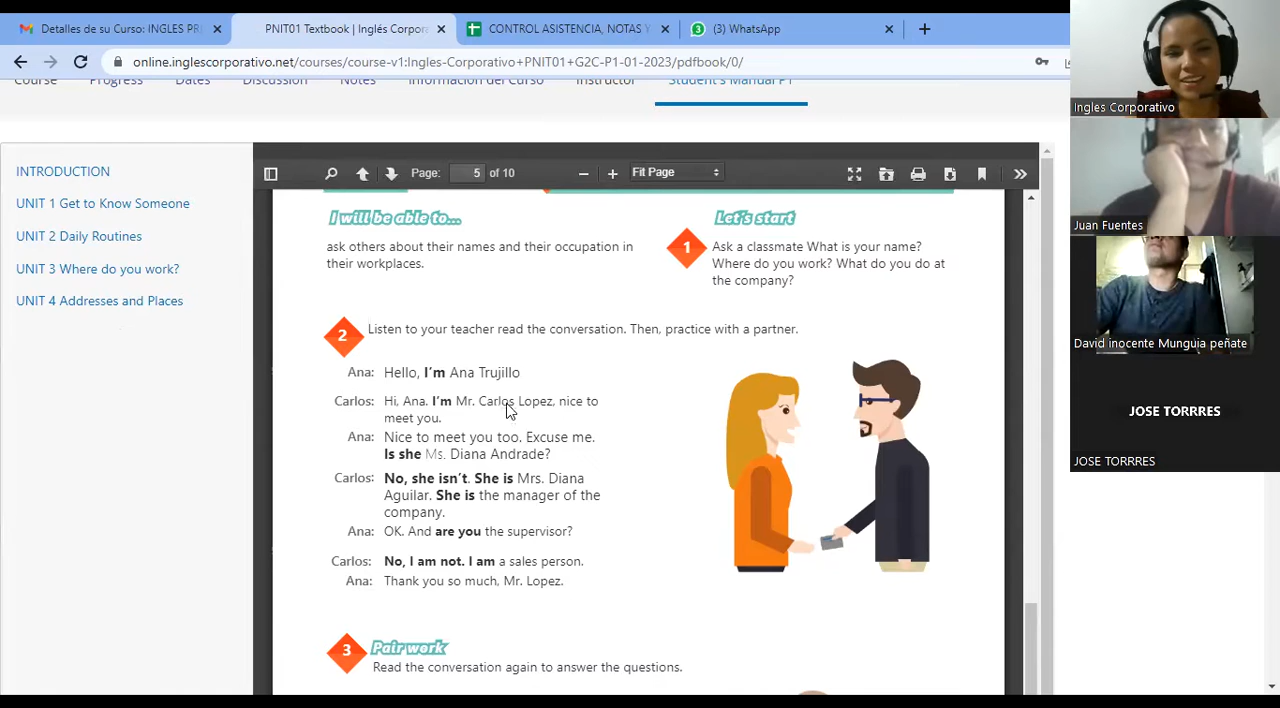 Detalles de su Curso: INGLES PRI
PNIT01 Textbook | Inglés Corpor
CONTROL ASISTENCIA, NOTAS Y
(3) WhatsApp
online.inglescorporativo.net/courses/course-v1:Ingles-Corporativo+PNIT01+G2C-P1-01-2023/pdfbook/0/
Course Progress Dates Discussion Notes Información del Curso Instructor Student's Manual P1
INTRODUCTION
UNIT 1 Get to Know Someone
UNIT 2 Daily Routines
UNIT 3 Where do you work?
UNIT 4 Addresses and Places
Page: 5 of 10
Fit Page
I will be able to...
ask others about their names and their occupation in
their workplaces.
Let's start
1
Ask a classmate What is your name?
Where do you work? What do you do at
the company?
2
Listen to your teacher read the conversation. Then, practice with a partner.
Ana: Hello, I'm Ana Trujillo
Carlos: Hi, Ana. I'm Mr. Carlos Lopez, nice to
meet you.
Ana: Nice to meet you too. Excuse me.
Is she Ms. Diana Andrade?
Carlos: No, she isn't. She is Mrs. Diana
Aguilar. She is the manager of the
company.
Ana: OK. And are you the supervisor?
Carlos: No, I am not. I am a sales person.
Ana: Thank you so much, Mr. Lopez.
3
Pair work
Read the conversation again to answer the questions.
Ingles Corporativo
Juan Fuentes
David inocente Munguia peñate
JOSE TORRRES
JOSE TORRRES